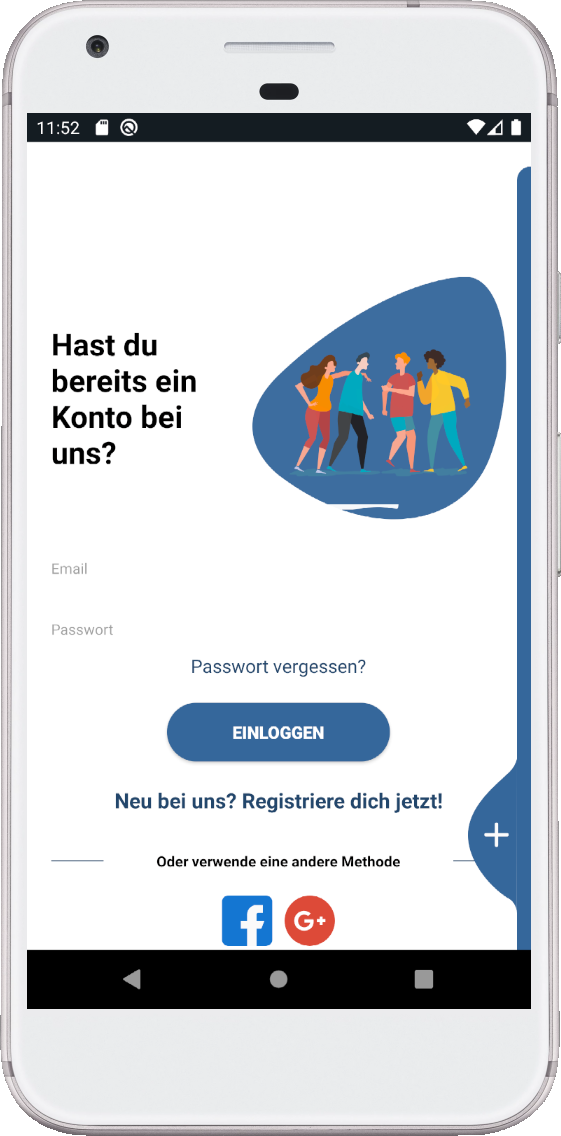 11:52
Hast du
bereits ein
Konto bei
uns?
Email
Passwort
Passwort vergessen?
EINLOGGEN
Neu bei uns? Registriere dich jetzt!
Oder verwende eine andere Methode
G+